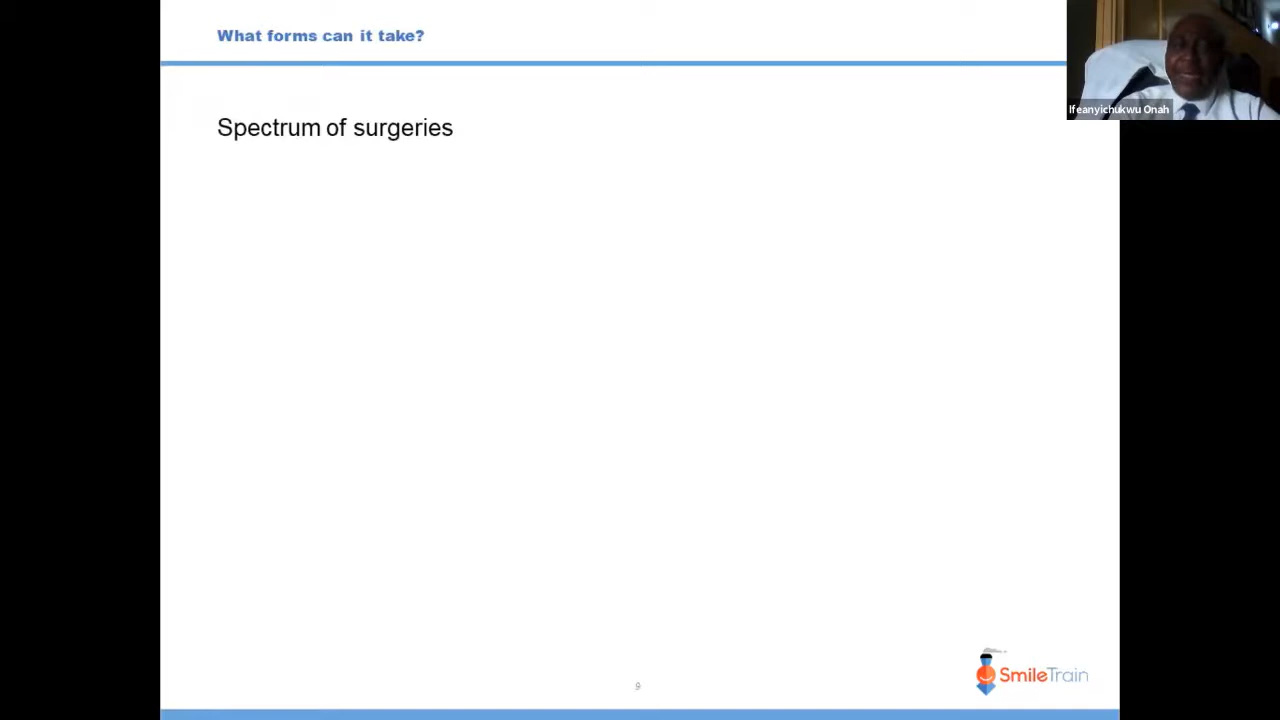 What forms can it take?
Ifeanyichukwu Onah
Spectrum of surgeries
9
SmileTrain